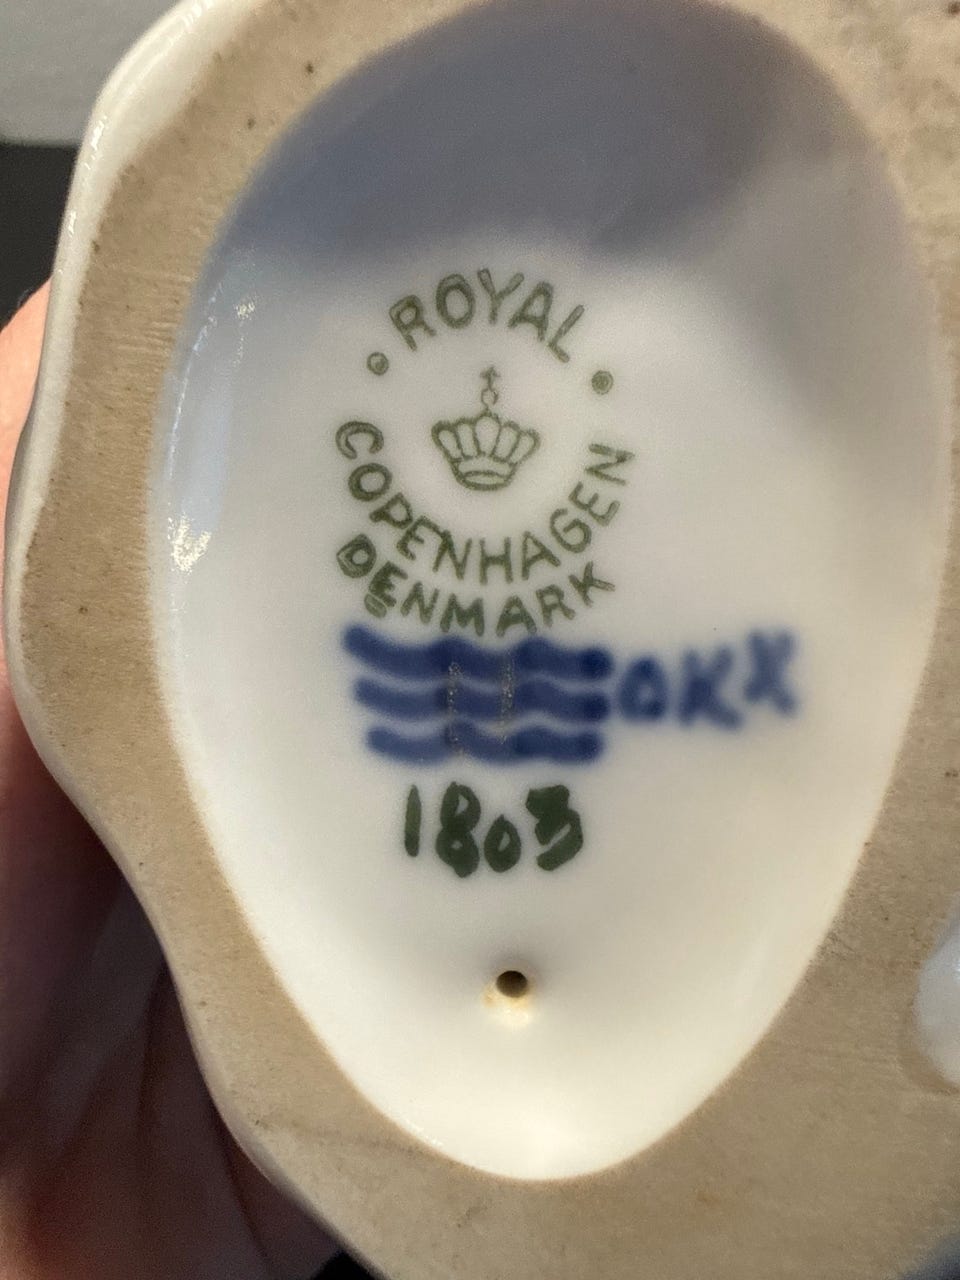 ROYAL
COPENHAGEN
DENMARK
1803